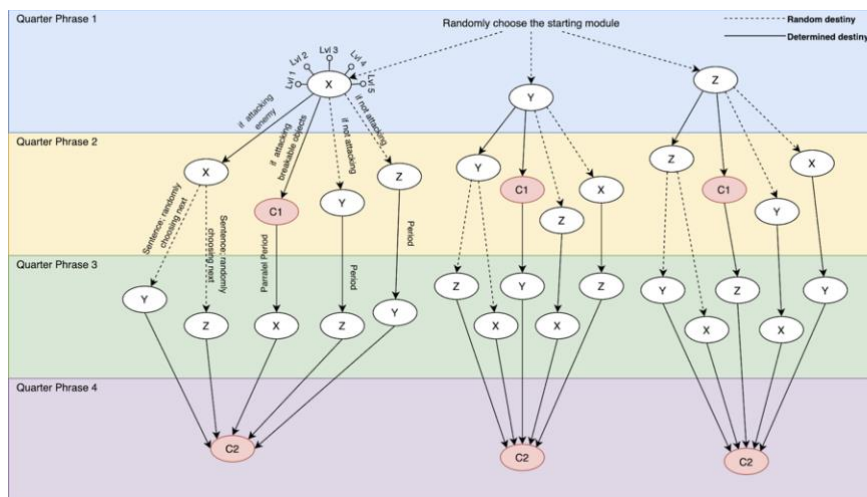 Quarter Phrase 1
Randomly choose the starting module
Random destiny
Determined destiny
Lvl 1
Lvl 2
Lvl 3
Lvl 4
Lvl 5
X
Y
Z
if attacking
enemy
if attacking
breakable objects
if not attacking
if not attacking
Quarter Phrase 2
X
C1
Y
Z
Y
C1
Z
X
Z
C1
Y
X
Sentence; randomly
choosing next
Sentence; randomly
choosing next
Parralel Period
Period
Period
Quarter Phrase 3
Y
Z
X
Z
Y
Z
X
Y
X
Z
Y
X
Z
X
Y
Quarter Phrase 4
C2
C2
C2